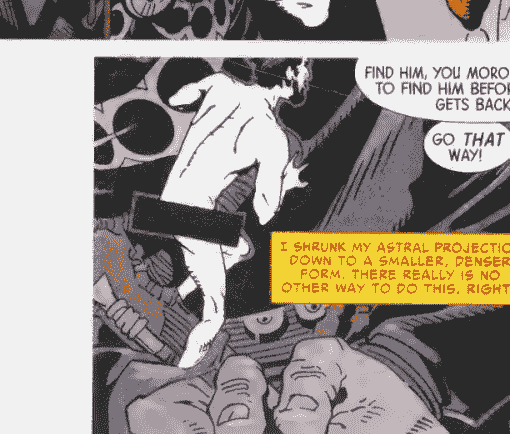 FIND HIM, YOU MORO
TO FIND HIM BEFOR
GETS BACK
GO THAT
WAY!
I SHRUNK MY ASTRAL PROJECTIO
DOWN TO A SMALLER, DENSER
FORM. THERE REALLY IS NO
OTHER WAY TO DO THIS. RIGHT